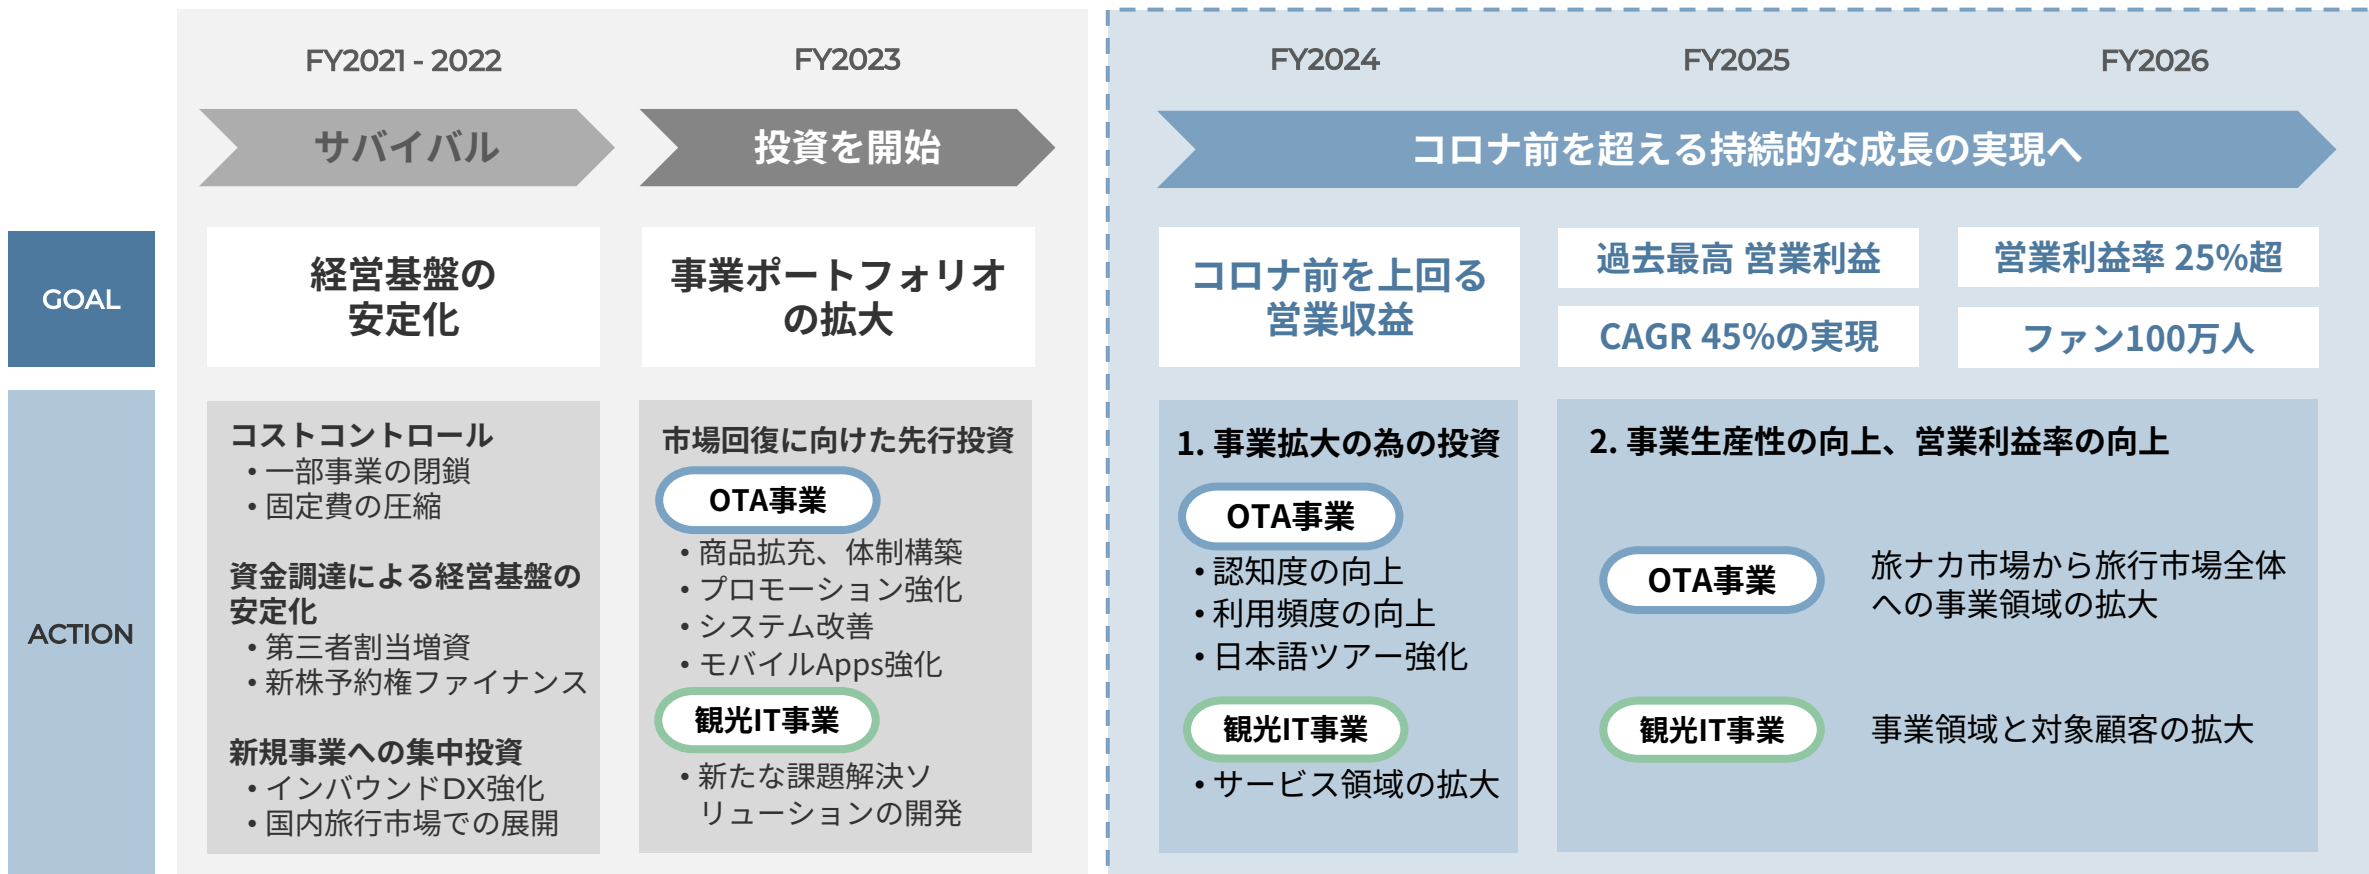 FY2021 - 2022
FY2023
FY2024
FY2025
FY2026
サバイバル
投資を開始
コロナ前を超える持続的な成長の実現へ
GOAL
経営基盤の
安定化
事業ポートフォリオ
の拡大
コロナ前を上回る
営業収益
過去最高 営業利益
CAGR 45%の実現
営業利益率 25%超
ファン100万人
ACTION
コストコントロール
• 一部事業の閉鎖
• 固定費の圧縮
資金調達による経営基盤の
安定化
• 第三者割当増資
• 新株予約権ファイナンス
新規事業への集中投資
• インバウンドDX強化
• 国内旅行市場での展開
市場回復に向けた先行投資
OTA事業
• 商品拡充、体制構築
• プロモーション強化
• システム改善
• モバイルApps強化
観光IT事業
• 新たな課題解決ソ
リューションの開発
1. 事業拡大の為の投資
OTA事業
• 認知度の向上
• 利用頻度の向上
• 日本語ツアー強化
観光IT事業
• サービス領域の拡大
2. 事業生産性の向上、営業利益率の向上
OTA事業
旅ナカ市場から旅行市場全体
への事業領域の拡大
観光IT事業
事業領域と対象顧客の拡大